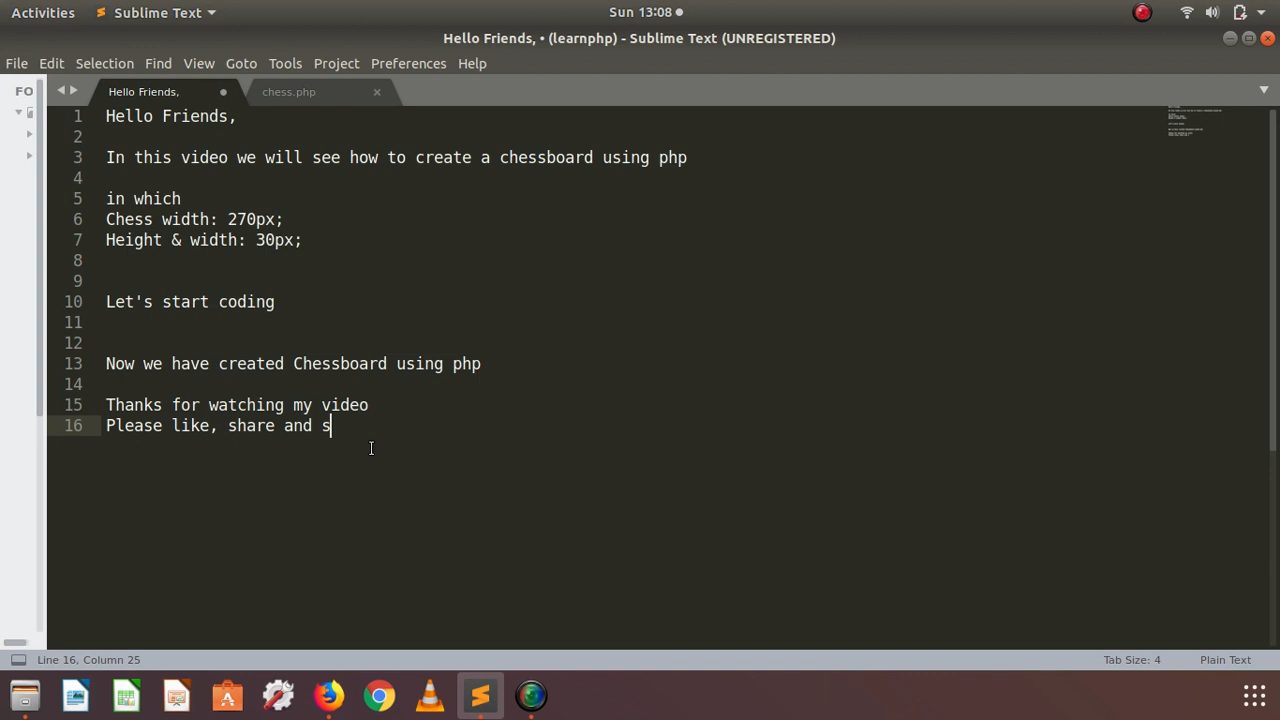 Activities Sublime Text Sun 13:08
Hello Friends, • (learnphp) - Sublime Text (UNREGISTERED)
File Edit Selection Find View Goto Tools Project Preferences Help
FO Hello Friends, chess.php
1 Hello Friends,
2
3 In this video we will see how to create a chessboard using php
4
5 in which
6 Chess width: 270px;
7 Height & width: 30px;
8
9
10 Let's start coding
11
12
13 Now we have created Chessboard using php
14
15 Thanks for watching my video
16 Please like, share and s
Line 16, Column 25 Tab Size: 4 Plain Text